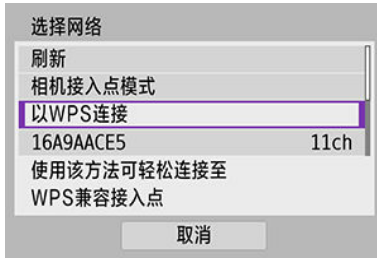 选择网络
刷新
相机接入点模式
以WPS连接
16A9AACE5 11ch
使用该方法可轻松连接至
WPS兼容接入点
取消